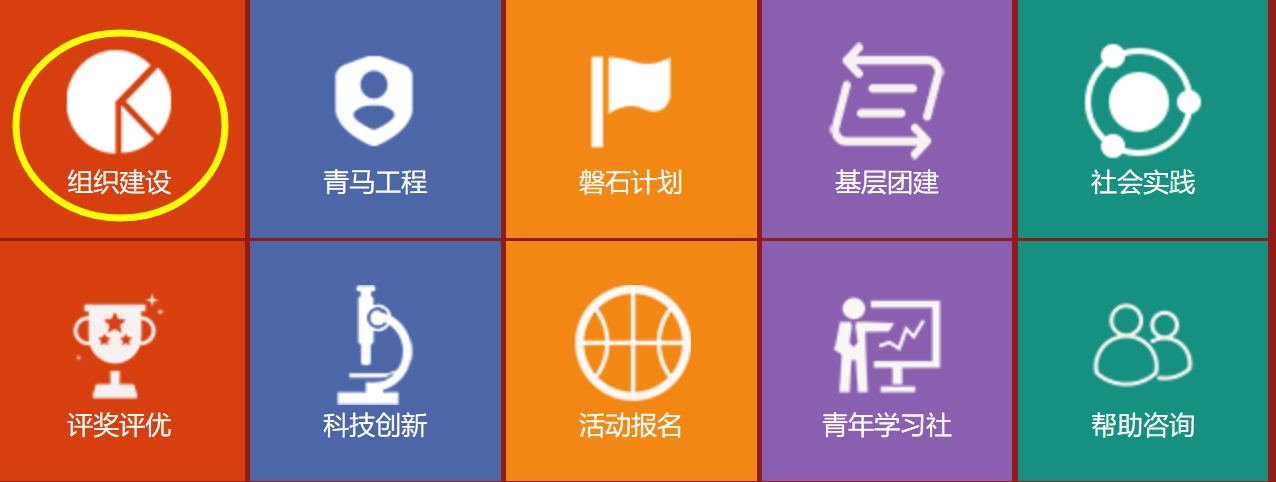 组织建设
青马工程
磐石计划
基层团建
社会实践
评奖评优
科技创新
活动报名
青年学习社
帮助咨询